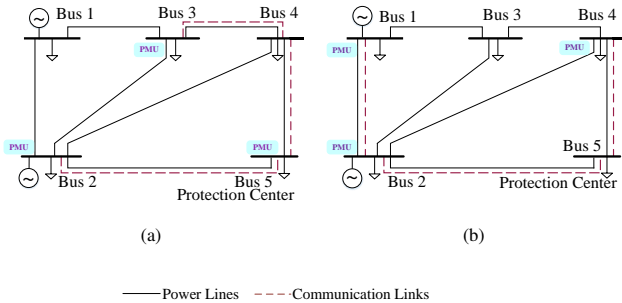 Bus 1
Bus 3
Bus 4
PMU
PMU
PMU
Bus 2
Bus 5
Protection Center
(a)
Bus 1
Bus 3
Bus 4
PMU
PMU
PMU
Bus 5
Bus 2
Protection Center
(b)
Power Lines
Communication Links